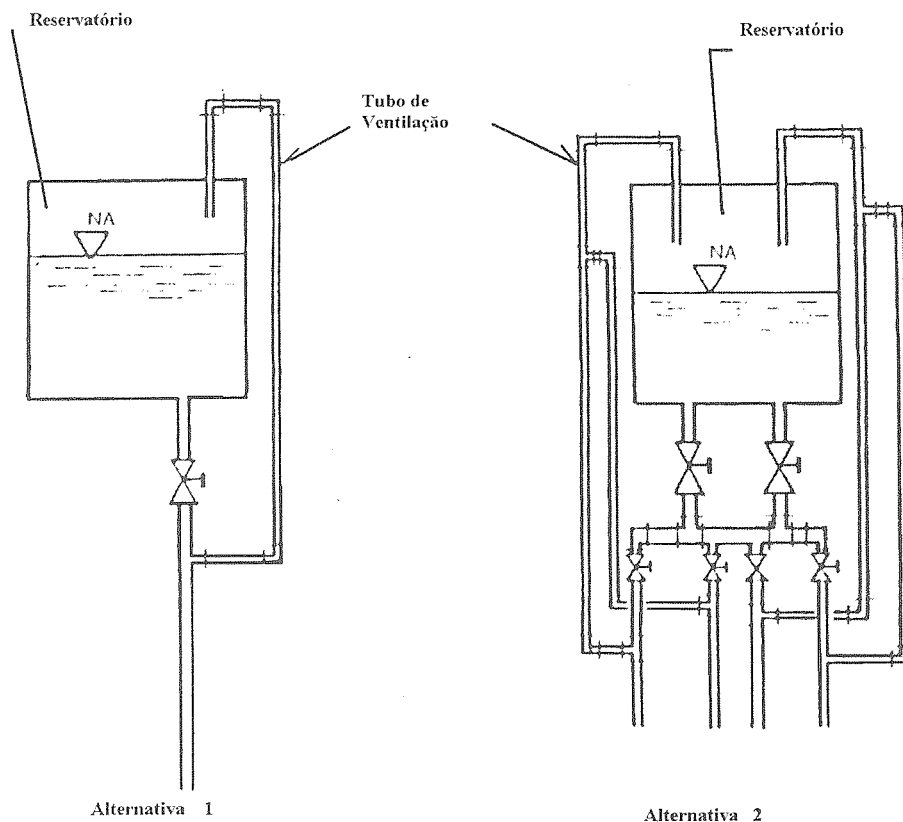 Reservatório
Reservatório
Tubo de
Ventilação
NA
NA
Alternativa 1
Alternativa 2